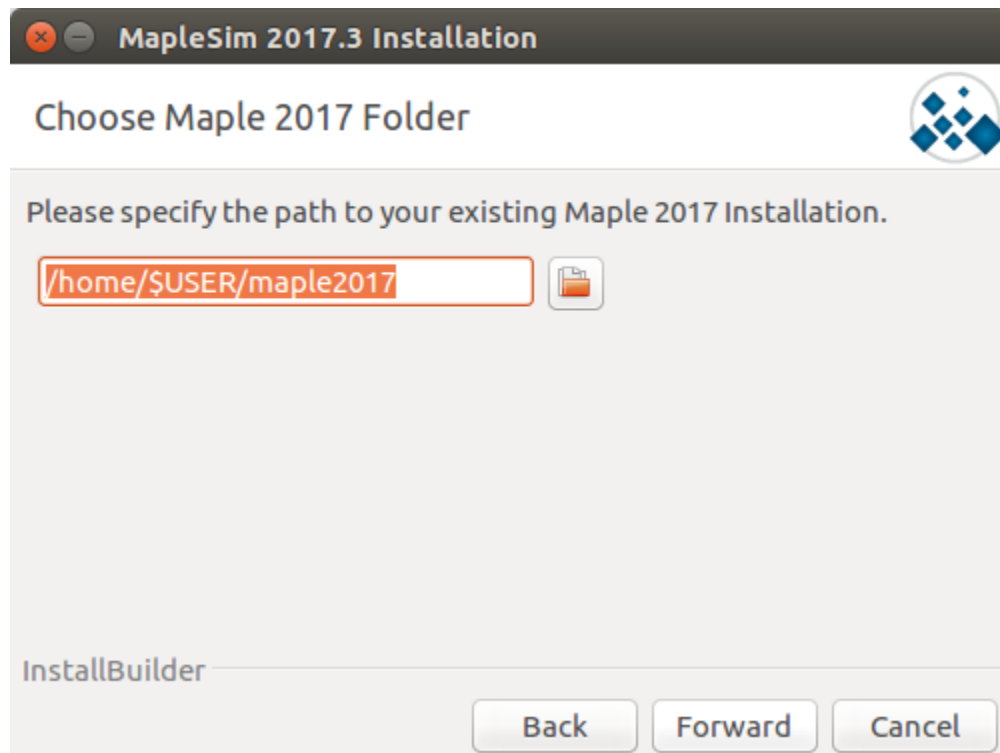 MapleSim 2017.3 Installation
Choose Maple 2017 Folder
Please specify the path to your existing Maple 2017 Installation.
/home/$USER/maple2017
InstallBuilder
Back Forward Cancel